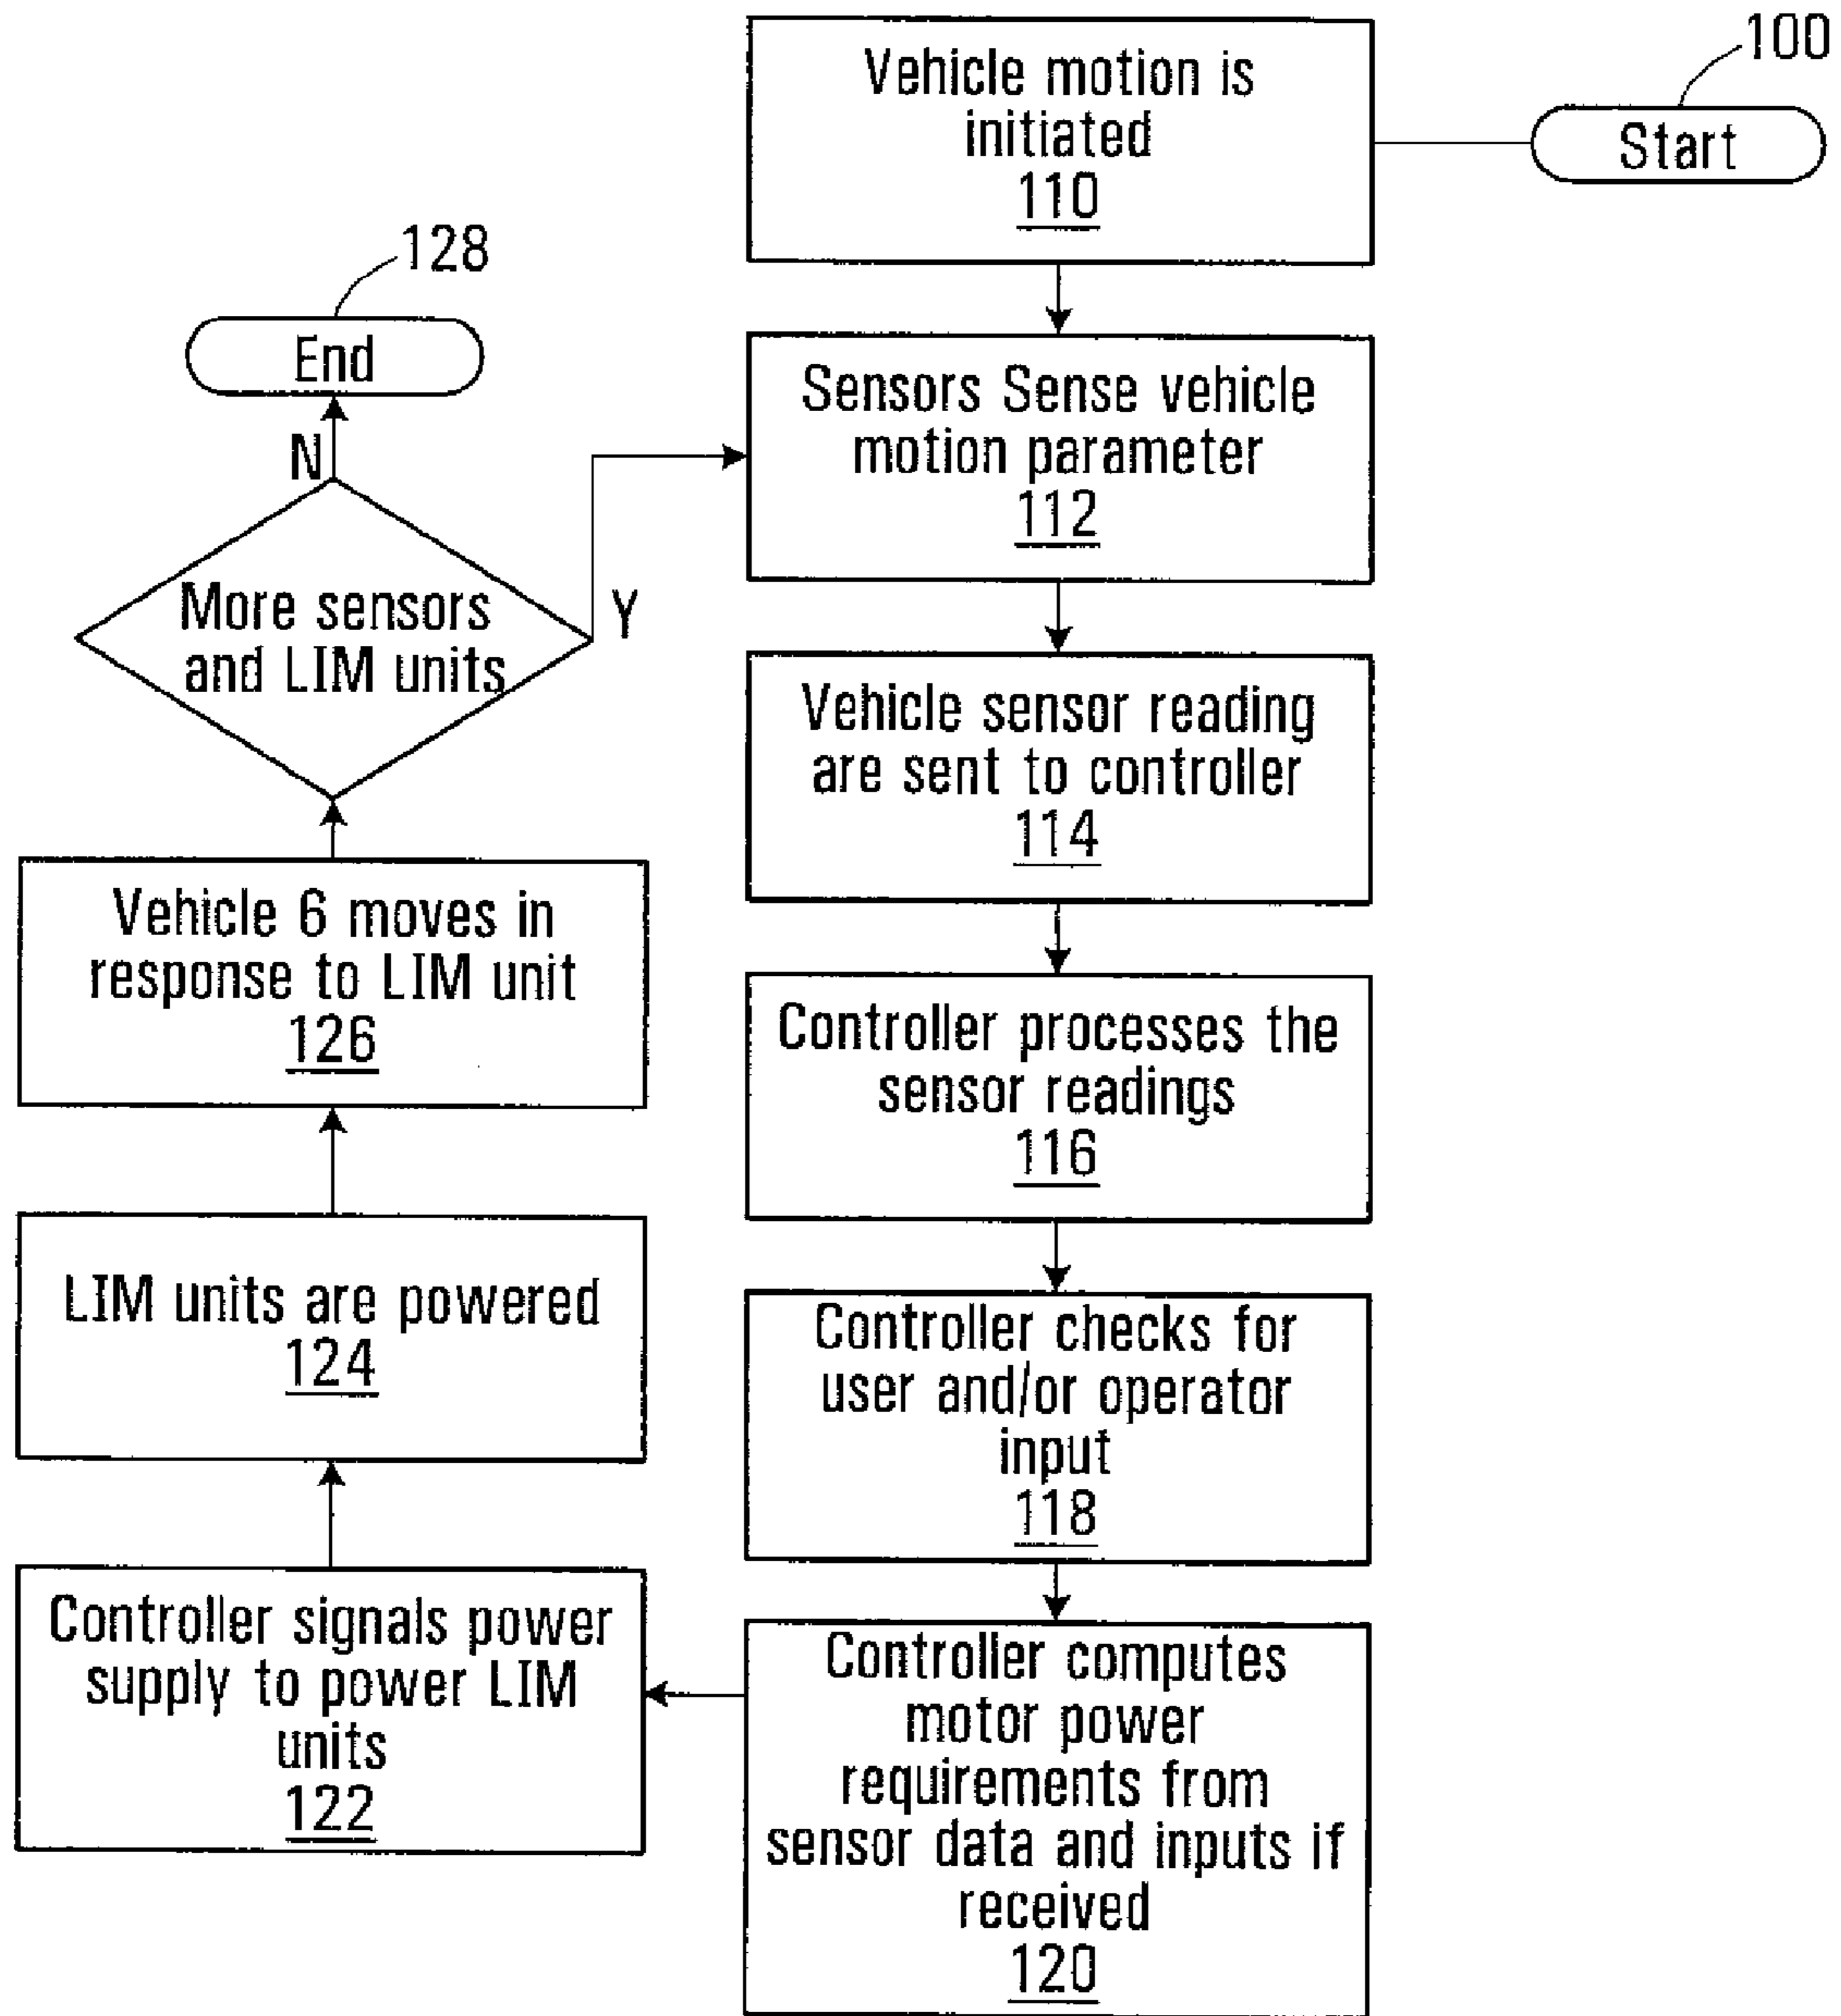 100
Start
Vehicle motion is
initiated
110
Sensors Sense vehicle
motion parameter
112
Vehicle sensor reading
are sent to controller
114
Controller processes the
sensor readings
116
Controller checks for
user and/or operator
input
118
Controller computes
motor power
requirements from
sensor data and inputs if
received
120
Controller signals power
supply to power LIM
units
122
LIM units are powered
124
Vehicle 6 moves in
response to LIM unit
126
More sensors
and LIM units
Y
N
End
128